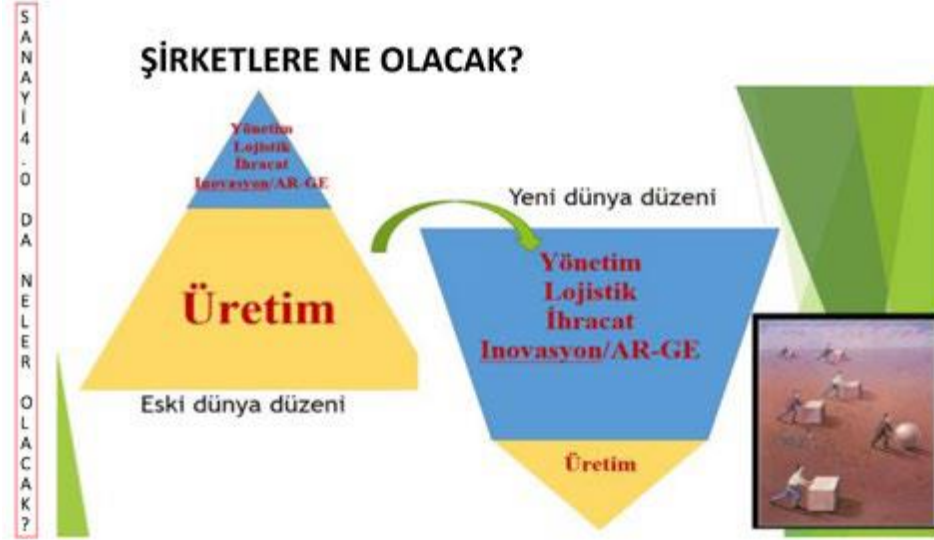 SANAYİ4.0 DA NELER OLACAK?
ŞİRKETLERE NE OLACAK?
Yönetim
Lojistik
İhracat
Inovasyon/AR-GE
Üretim
Eski dünya düzeni
Yeni dünya düzeni
Yönetim
Lojistik
İhracat
Inovasyon/AR-GE
Üretim